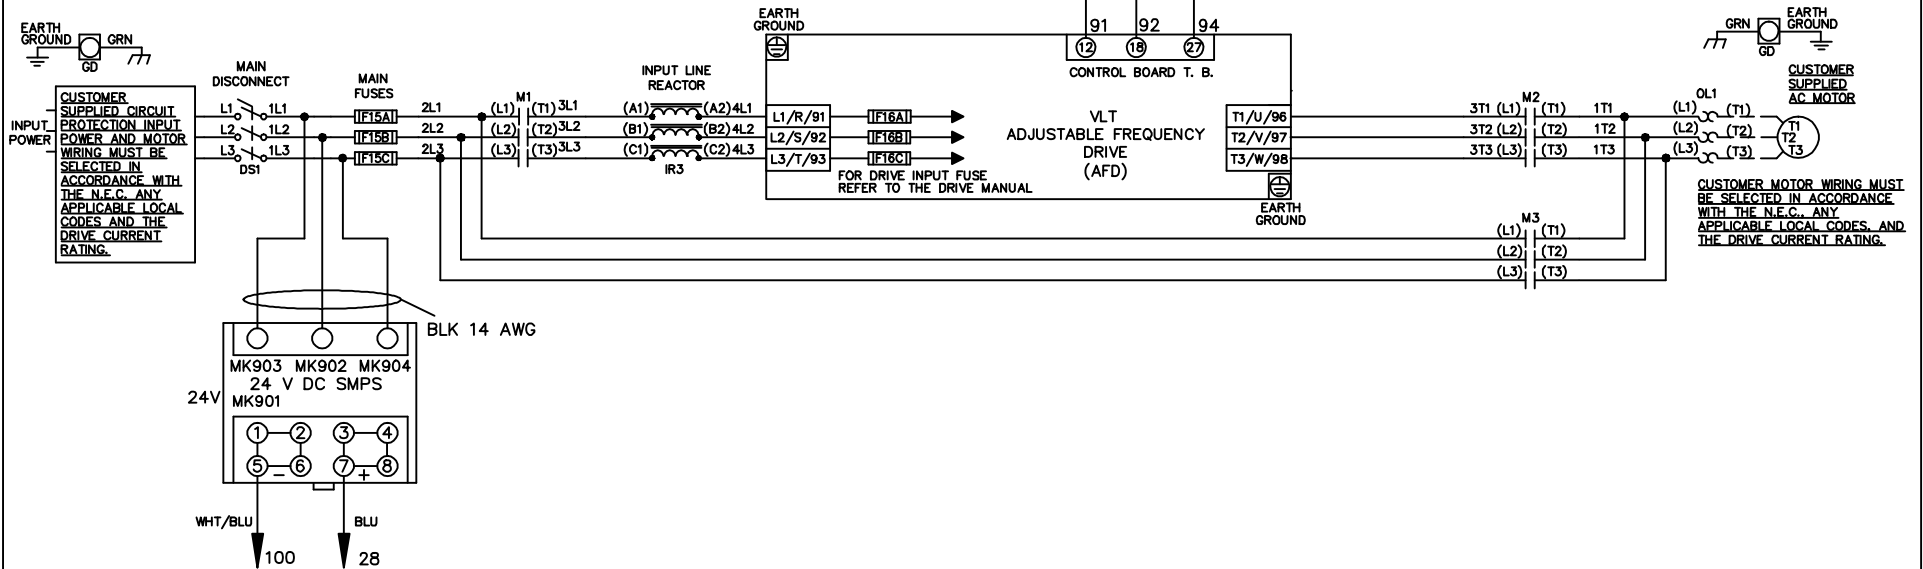 EARTH
GROUND
GRN
GD
INPUT
POWER
CUSTOMER
SUPPLIED CIRCUIT
PROTECTION INPUT
POWER AND MOTOR
WIRING MUST BE
SELECTED IN
ACCORDANCE WITH
THE N.E.C. ANY
APPLICABLE LOCAL
CODES AND THE
DRIVE CURRENT
RATING.
MAIN
DISCONNECT
L1 1L1
L2 1L2
L3 1L3
DS1
MAIN
FUSES
F15A
F15B
F15C
2L1
2L2
2L3
M1
(L1) (T1) 3L1
(L2) (T2) 3L2
(L3) (T3) 3L3
INPUT LINE
REACTOR
(A1) (A2) 4L1
(B1) (B2) 4L2
(C1) (C2) 4L3
IR3
EARTH
GROUND
L1/R/91
L2/S/92
L3/T/93
F16A
F16B
F16C
FOR DRIVE INPUT FUSE
REFER TO THE DRIVE MANUAL
91 92 94
12 18 27
CONTROL BOARD T. B.
VLT
ADJUSTABLE FREQUENCY
DRIVE
(AFD)
T1/U/96
T2/V/97
T3/W/98
EARTH
GROUND
M2
3T1 (L1) (T1) 1T1
3T2 (L2) (T2) 1T2
3T3 (L3) (T3) 1T3
M3
(L1) (T1)
(L2) (T2)
(L3) (T3)
OL1
(L1) (T1)
(L2) (T2)
(L3) (T3)
T1
T2
T3
GRN
GD
EARTH
GROUND
CUSTOMER
SUPPLIED
AC MOTOR
CUSTOMER MOTOR WIRING MUST
BE SELECTED IN ACCORDANCE
WITH THE N.E.C., ANY
APPLICABLE LOCAL CODES, AND
THE DRIVE CURRENT RATING.
BLK 14 AWG
MK903 MK902 MK904
24 V DC SMPS
24V
MK901
1 2 3 4
5 - 6 7 + 8
WHT/BLU
BLU
100
28